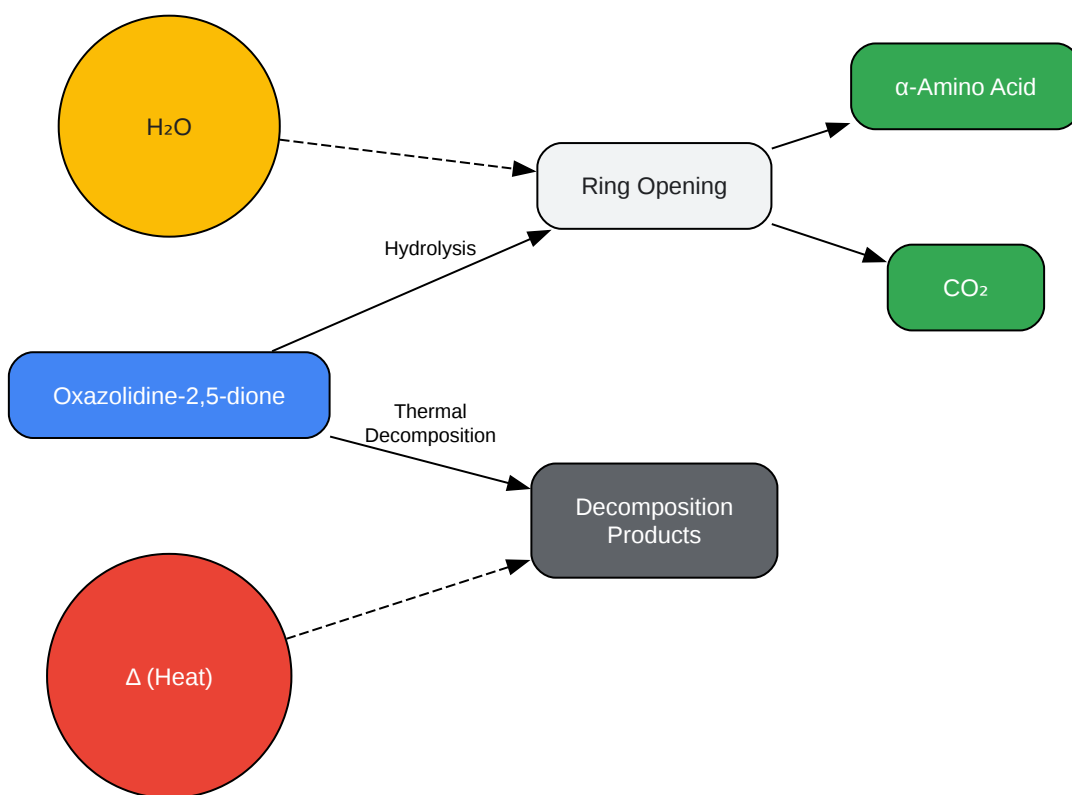 H₂O
α-Amino Acid
Ring Opening
Hydrolysis
CO₂
Oxazolidine-2,5-dione
Thermal
Decomposition
Decomposition
Products
Δ (Heat)